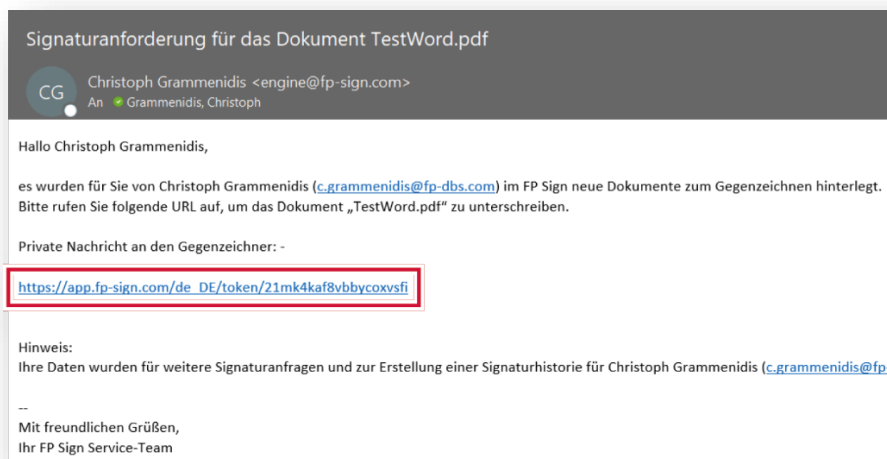 Signaturanforderung für das Dokument TestWord.pdf
CG
Christoph Grammenidis <engine@fp-sign.com>
An Grammenidis, Christoph
Hallo Christoph Grammenidis,
es wurden für Sie von Christoph Grammenidis (c.grammenidis@fp-dbs.com) im FP Sign neue Dokumente zum Gegenzeichnen hinterlegt.
Bitte rufen Sie folgende URL auf, um das Dokument „TestWord.pdf“ zu unterschreiben.
Private Nachricht an den Gegenzeichner: -
https://app.fp-sign.com/de_DE/token/21mk4kaf8vbbycoxvsfi
Hinweis:
Ihre Daten wurden für weitere Signaturanfragen und zur Erstellung einer Signaturhistorie für Christoph Grammenidis (c.grammenidis@fp-
--
Mit freundlichen Grüßen,
Ihr FP Sign Service-Team